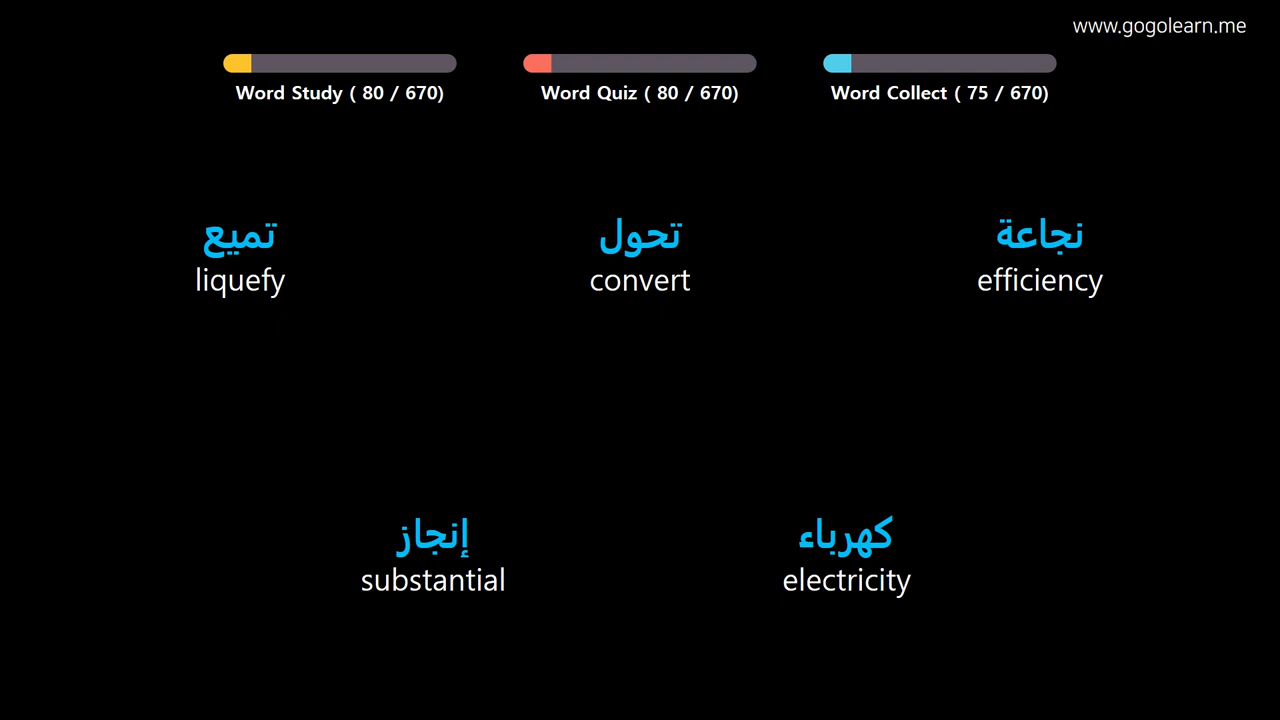 www.gogolearn.me
Word Study ( 80 / 670)
Word Quiz ( 80 / 670)
Word Collect ( 75 / 670)
تميع
liquefy
تحول
convert
نجاعة
efficiency
إنجاز
substantial
كهرباء
electricity